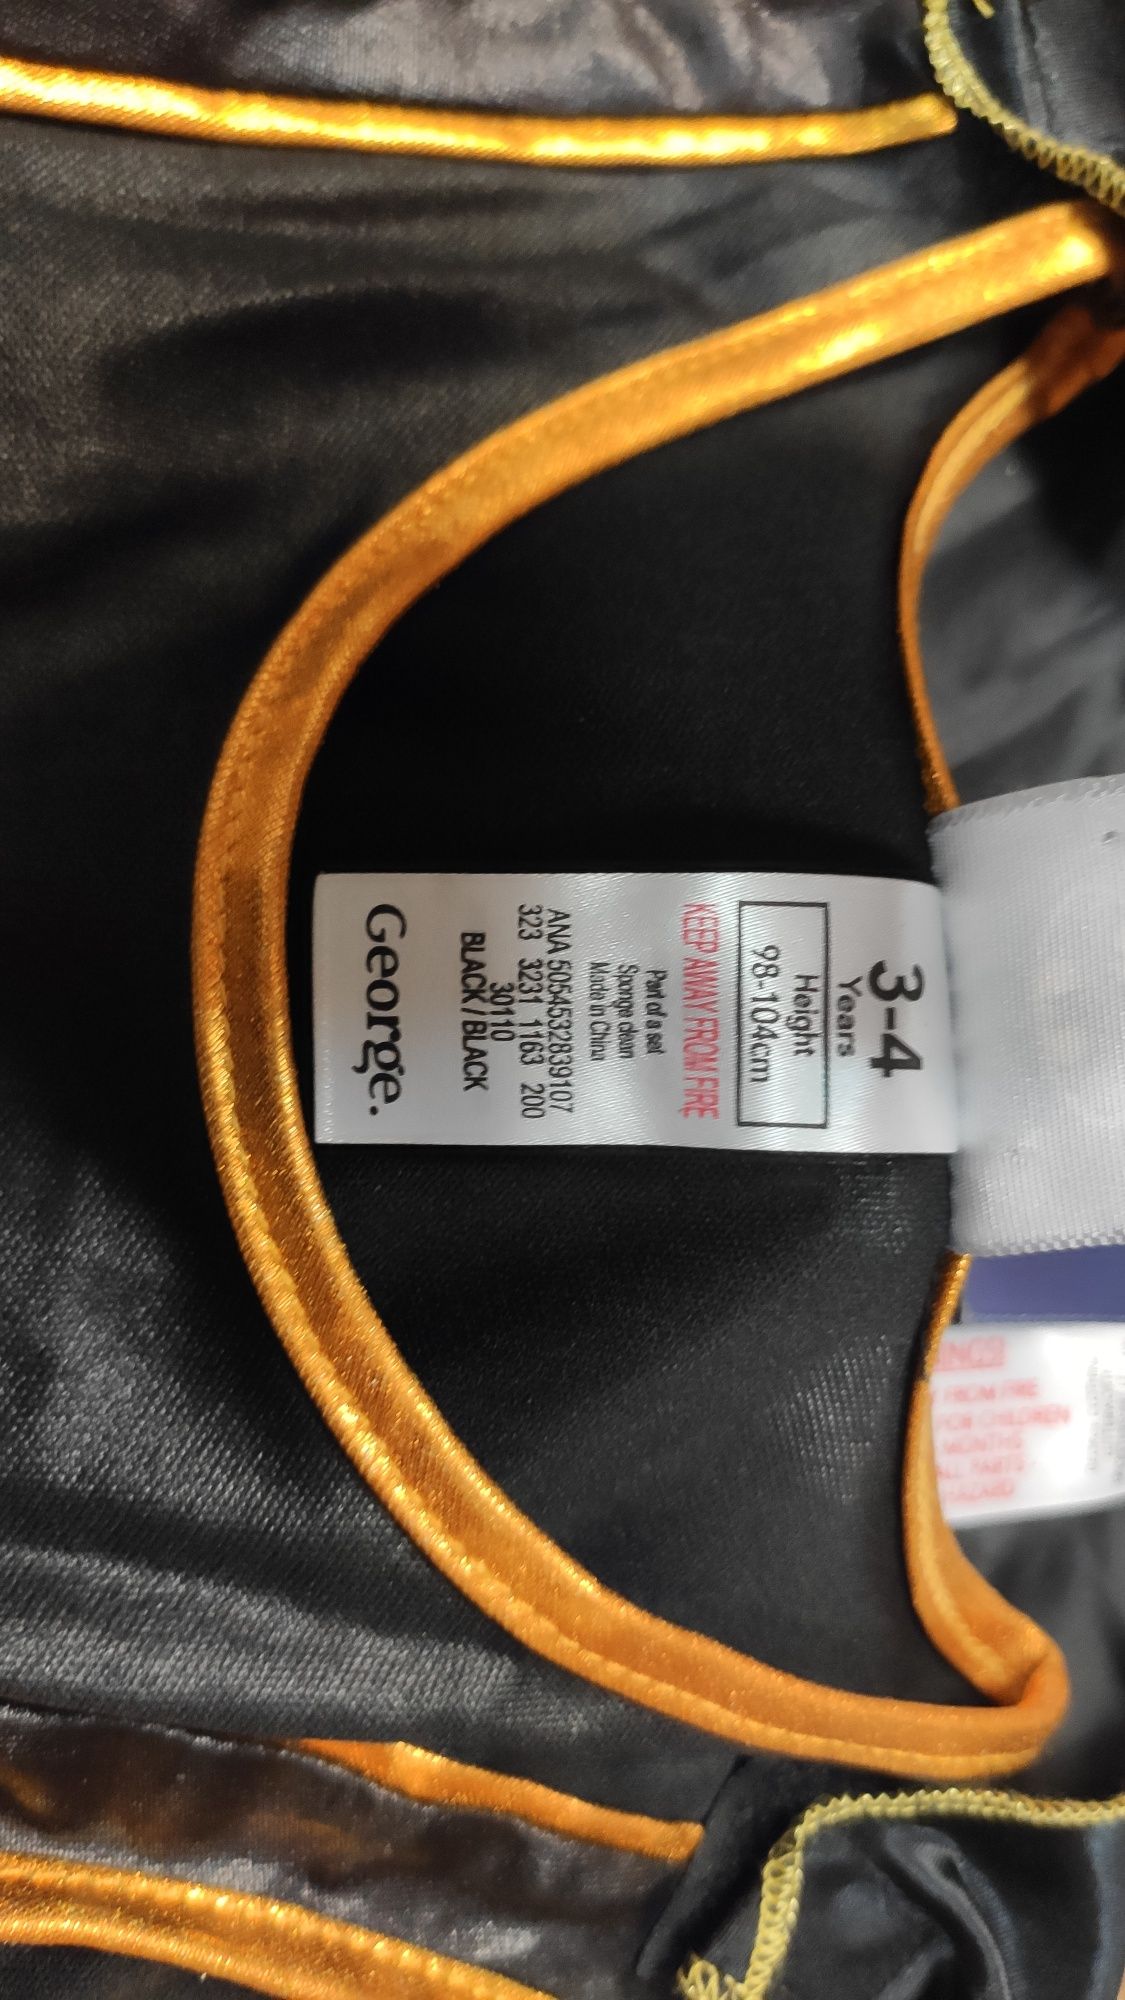 3-4
Years
Height
98-104cm
KEEP AWAY FROM FIRE
Part of a set
Sponge clean
Made in China
ANA 5054532839107
323 3231 1163 200
30110
BLACK / BLACK
George.
FROM FIRE
FOR CHILDREN
MONTHS